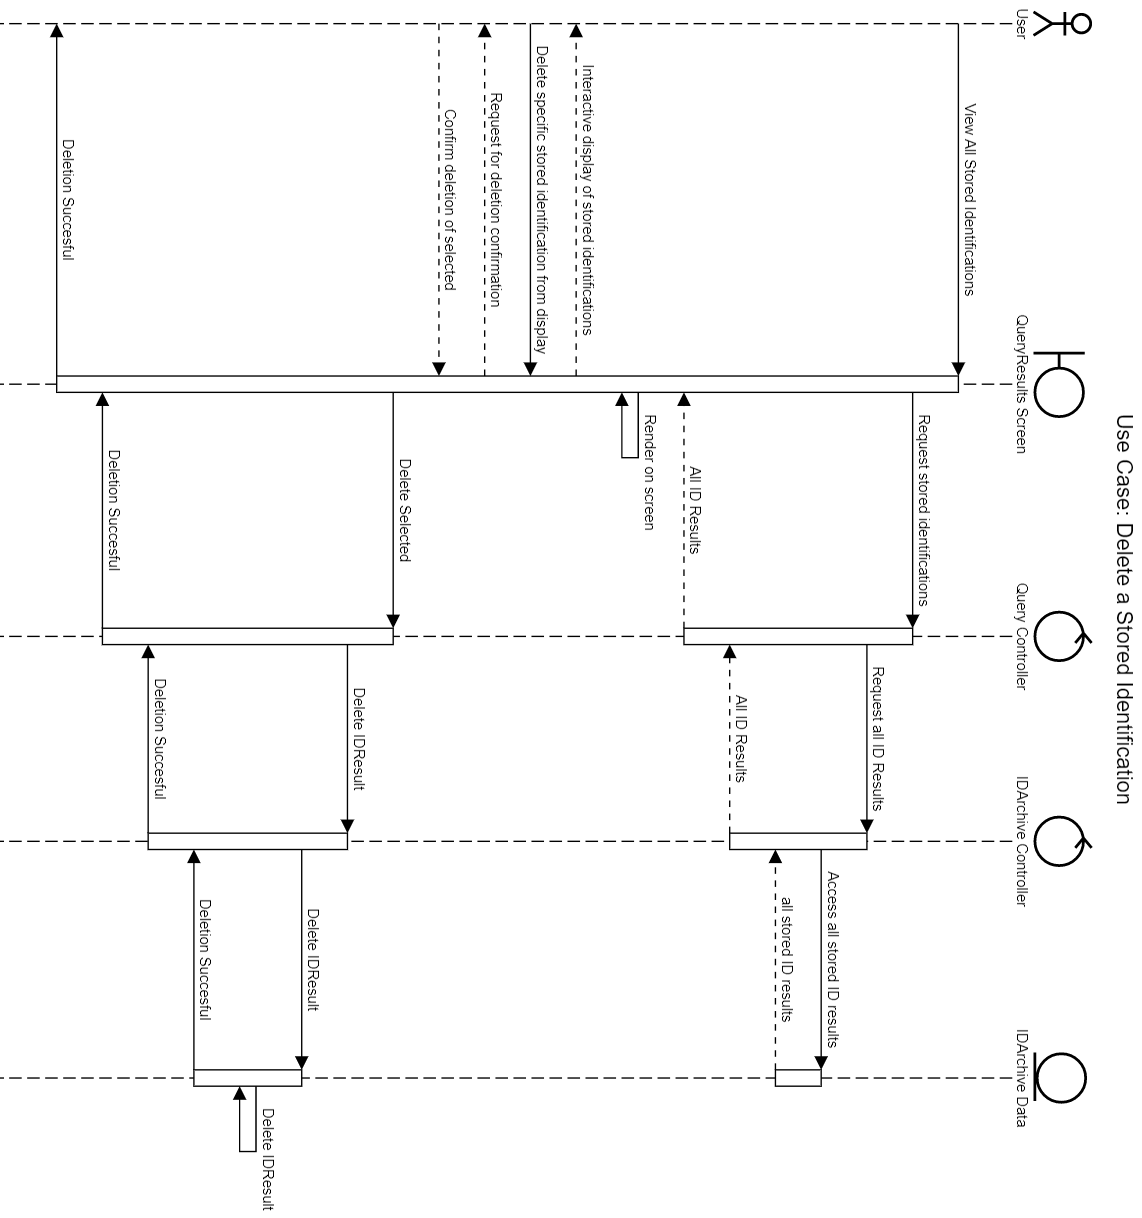 Use Case: Delete a Stored Identification
User
QueryResults Screen
Query Controller
IDArchive Controller
IDArchive Data
View All Stored Identifications
Request stored identifications
Request all ID Results
Access all stored ID results
all stored ID results
All ID Results
All ID Results
Render on screen
Interactive display of stored identifications
Delete specific stored identification from display
Request for deletion confirmation
Confirm deletion of selected
Delete Selected
Delete IDResult
Delete IDResult
Delete IDResult
Deletion Succesful
Deletion Succesful
Deletion Succesful
Deletion Succesful